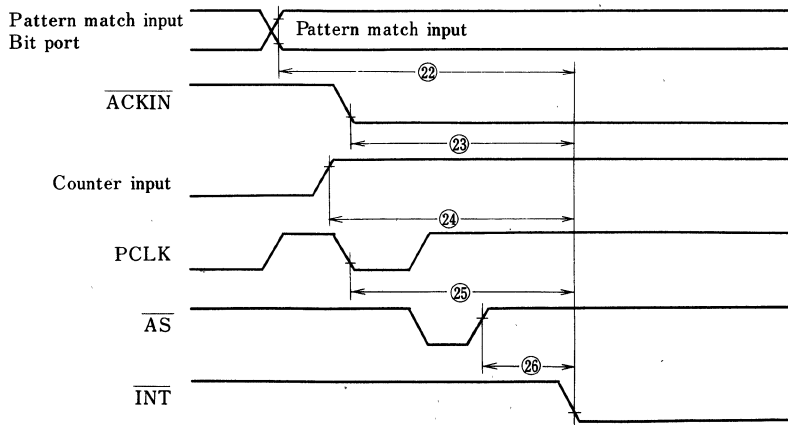 Pattern match input
Bit port
Pattern match input
㉒
ACKIN
㉓
Counter input
㉔
PCLK
㉕
AS
㉖
INT